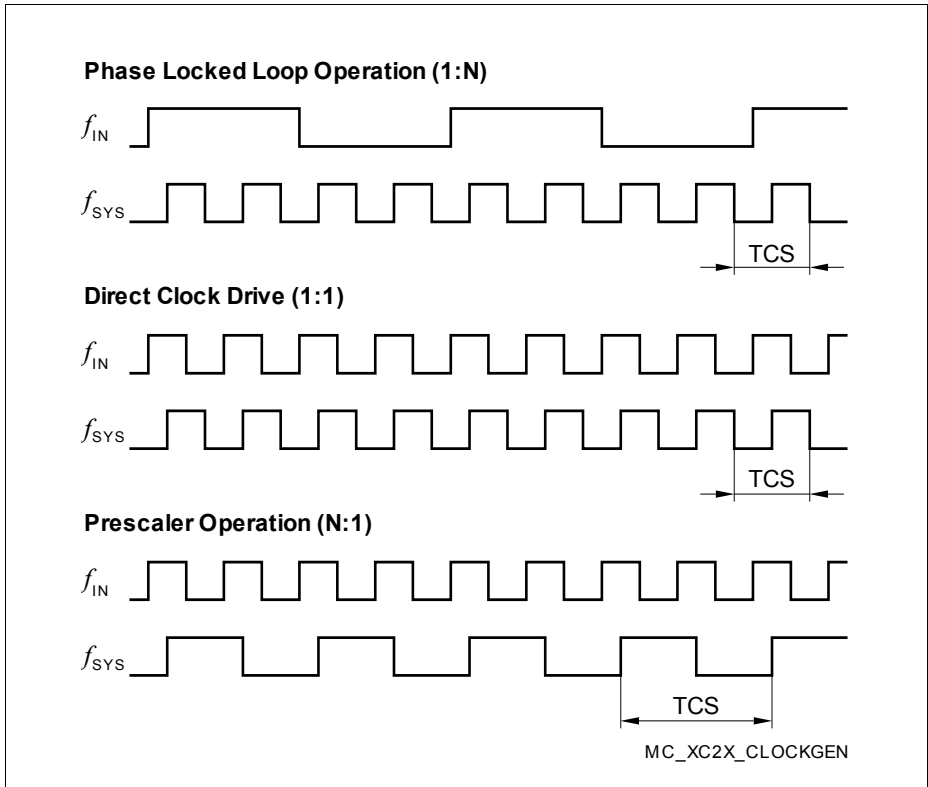 Phase Locked Loop Operation (1:N)
fIN
fSYS
TCS
Direct Clock Drive (1:1)
fIN
fSYS
TCS
Prescaler Operation (N:1)
fIN
fSYS
TCS
MC_XC2X_CLOCKGEN